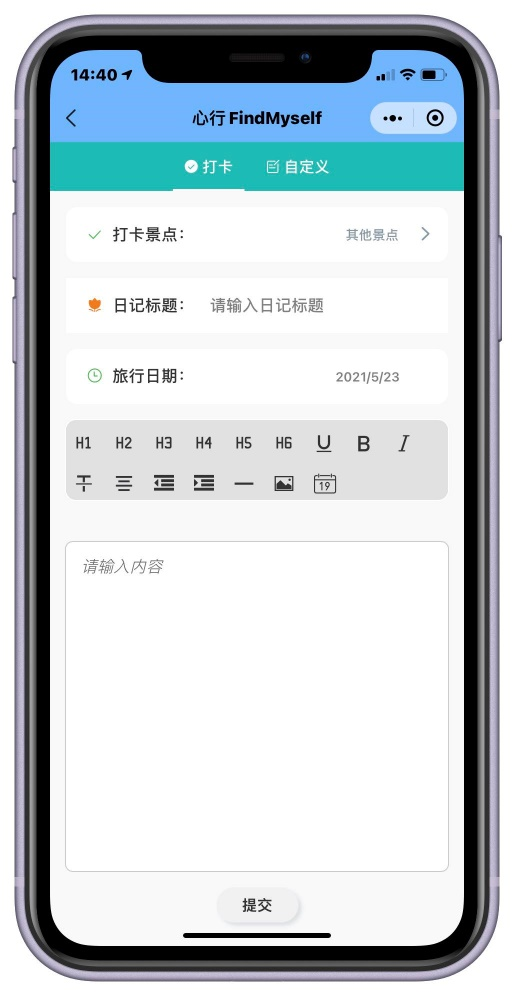 14:40
心行 FindMyself
打卡 自定义
打卡景点： 其他景点
日记标题： 请输入日记标题
旅行日期： 2021/5/23
H1 H2 H3 H4 H5 H6 U B I
T 19
请输入内容
提交